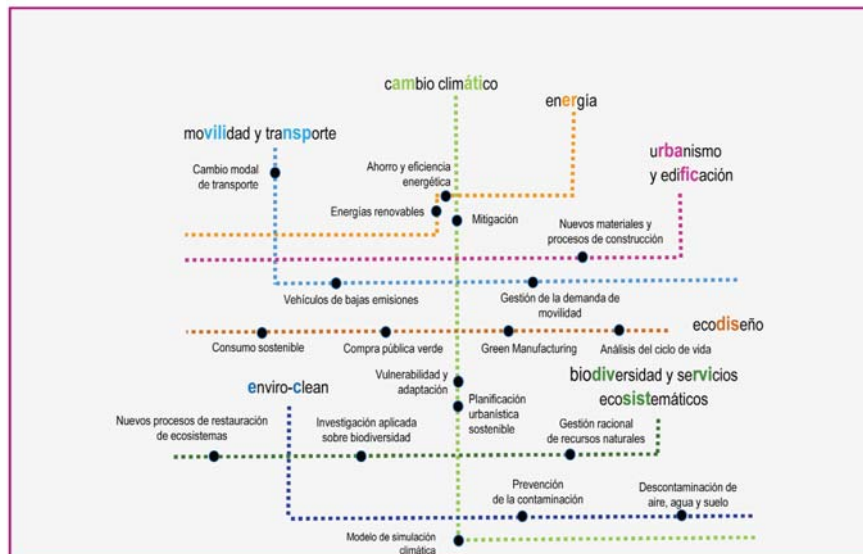 cambio climático
energía
movilidad y transporte
urbanismo
y edificación
Cambio modal
de transporte
Ahorro y eficiencia
energética
Energías renovables
Mitigación
Nuevos materiales y
procesos de construcción
Vehículos de bajas emisiones
Gestión de la demanda de
movilidad
ecodiseño
Consumo sostenible
Compra pública verde
Green Manufacturing
Análisis del ciclo de vida
Vulnerabilidad y
adaptación
enviro-clean
biodiversidad y servicios
ecosistemáticos
Planificación
urbanística
sostenible
Nuevos procesos de restauración
de ecosistemas
Investigación aplicada
sobre biodiversidad
Gestión racional
de recursos naturales
Prevención
de la contaminación
Descontaminación de
aire, agua y suelo
Modelo de simulación
climática